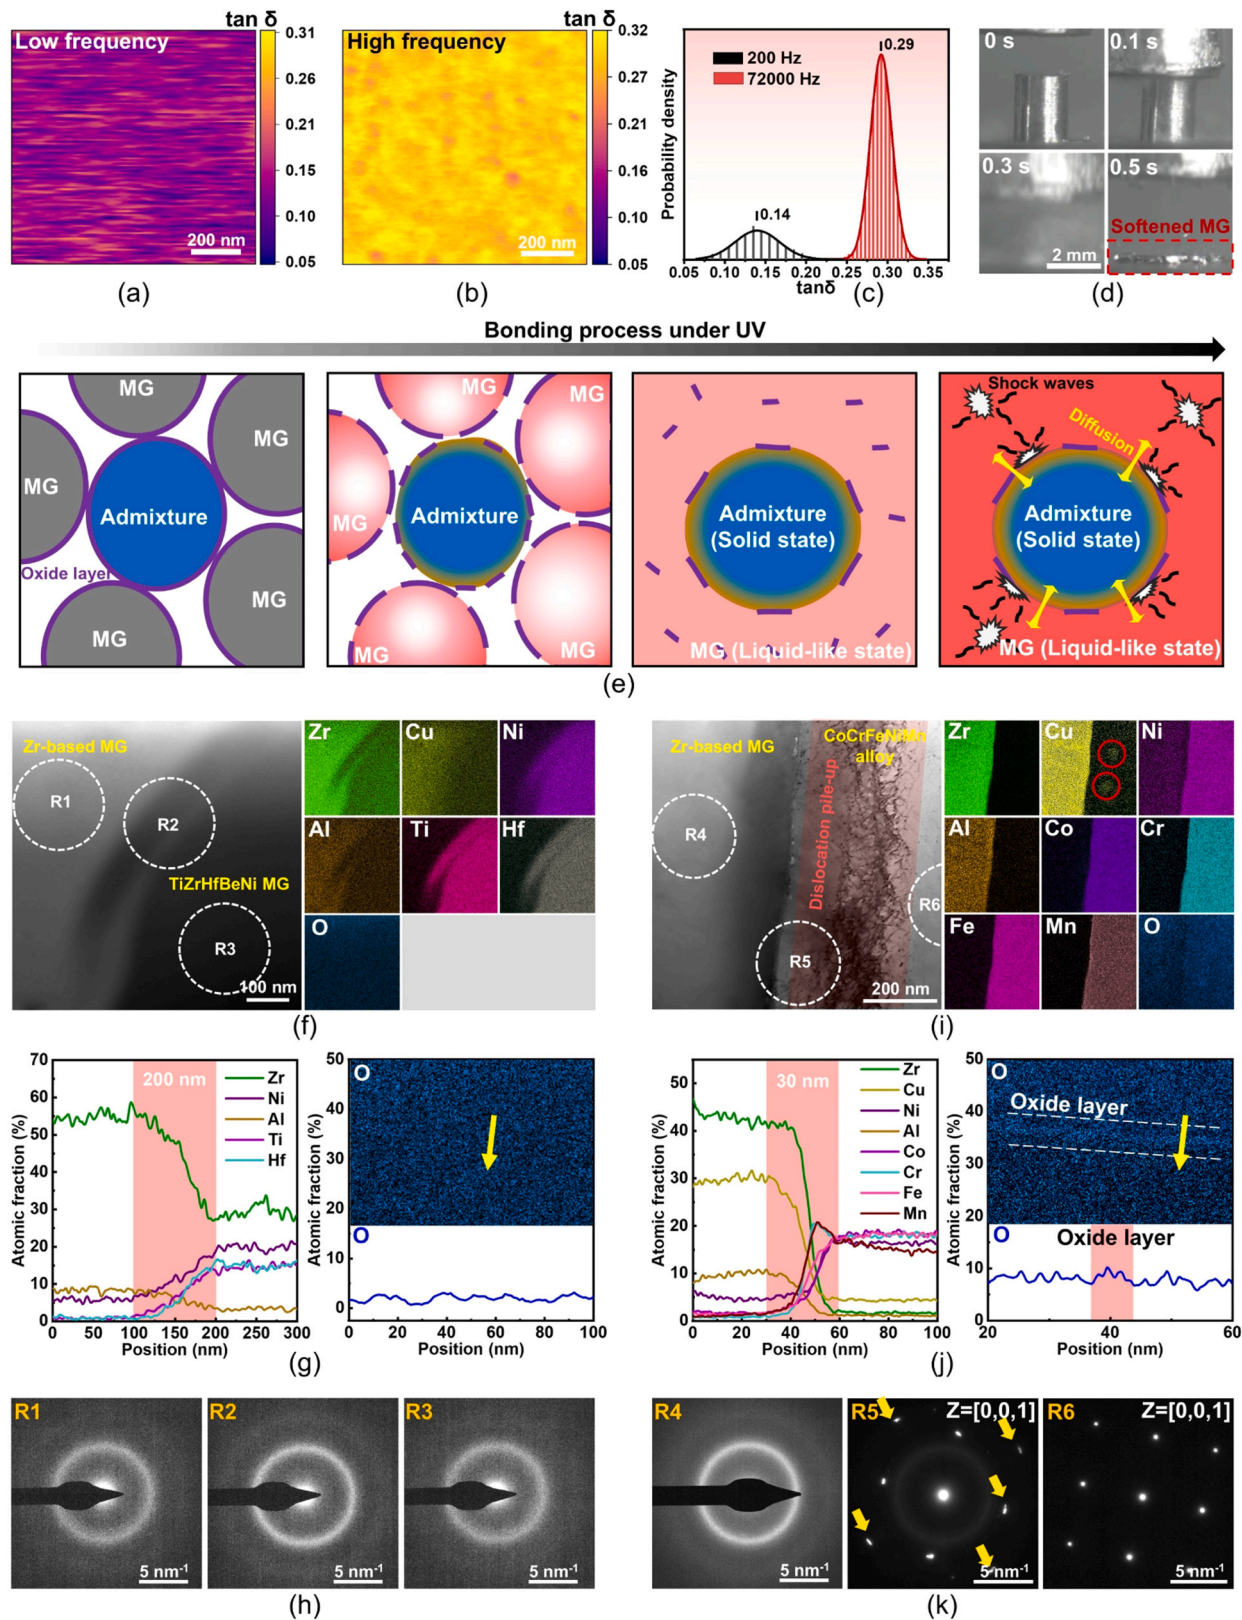 tan δ
tan δ
Low frequency
0.31
0.27
0.24
0.20
0.16
0.13
0.09
0.05
200 nm
(a)
High frequency
0.32
0.27
0.21
0.16
0.10
0.05
200 nm
(b)
Probability density
200 Hz
72000 Hz
0.29
0.14
0.05 0.10 0.15 0.20 0.25 0.30 0.35
tanδ
(c)
0 s
0.1 s
0.3 s
0.5 s
Softened MG
2 mm
(d)
Bonding process under UV
MG
MG
MG
Admixture
Oxide layer
MG
MG
MG
MG
MG
Admixture
MG
MG
Admixture
(Solid state)
MG (Liquid-like state)
Shock waves
Diffusion
Admixture
(Solid state)
MG (Liquid-like state)
(e)
Zr-based MG
R1
R2
TiZrHfBeNi MG
R3
100 nm
Zr
Cu
Ni
Al
Ti
Hf
O
(f)
Zr-based MG
CoCrFeNiMn
alloy
Dislocation pile-up
R4
R6
R5
200 nm
Zr
Cu
Ni
Al
Co
Cr
Fe
Mn
O
(i)
Atomic fraction (%)
70
60
50
40
30
20
10
0
200 nm
Zr
Ni
Al
Ti
Hf
0 50 100 150 200 250 300
Position (nm)
Atomic fraction (%)
50
40
30
20
10
0
O
O
0 20 40 60 80 100
Position (nm)
(g)
Atomic fraction (%)
50
40
30
20
10
0
30 nm
Zr
Cu
Ni
Al
Co
Cr
Fe
Mn
0 20 40 60 80 100
Position (nm)
Atomic fraction (%)
50
40
30
20
10
0
O
Oxide layer
O
Oxide layer
20 40 60
Position (nm)
(j)
R1
5 nm-1
R2
5 nm-1
R3
5 nm-1
(h)
R4
5 nm-1
R5
Z=[0,0,1]
5 nm-1
R6
Z=[0,0,1]
5 nm-1
(k)